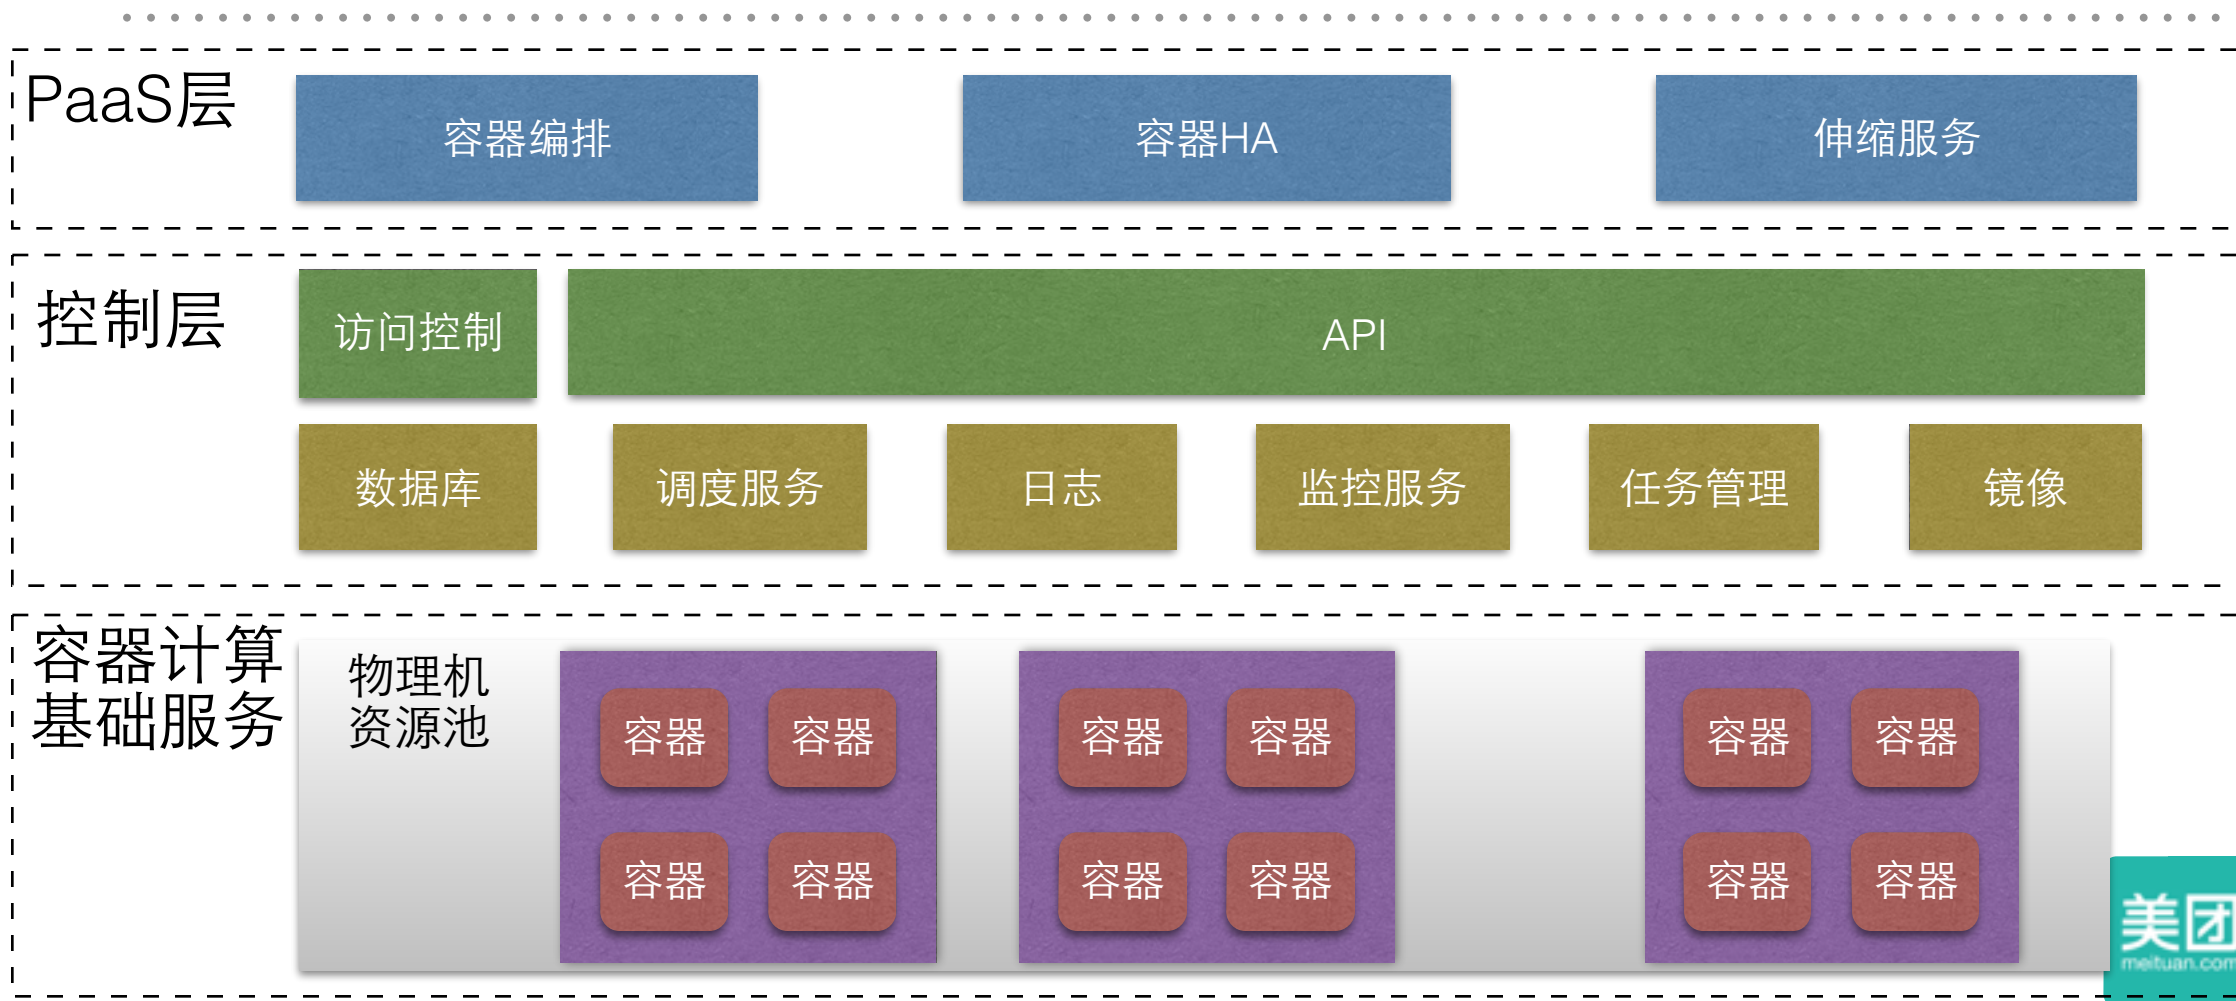 PaaS层
容器编排
容器HA
伸缩服务
控制层
访问控制
API
数据库
调度服务
日志
监控服务
任务管理
镜像
容器计算
基础服务
物理机
资源池
容器 容器
容器 容器
容器 容器
容器 容器
容器 容器
容器 容器
美团
meituan.com